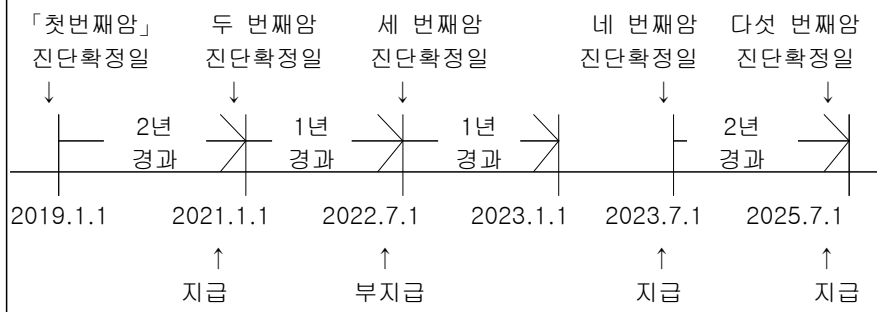 「첫번째암」 두 번째암 세 번째암 네 번째암 다섯 번째암
진단확정일 진단확정일 진단확정일 진단확정일 진단확정일
↓ ↓ ↓ ↓ ↓
2년 1년 1년 2년
경과 경과 경과 경과
2019.1.1 2021.1.1 2022.7.1 2023.1.1 2023.7.1 2025.7.1
↑ ↑ ↑ ↑
지급 부지급 지급 지급